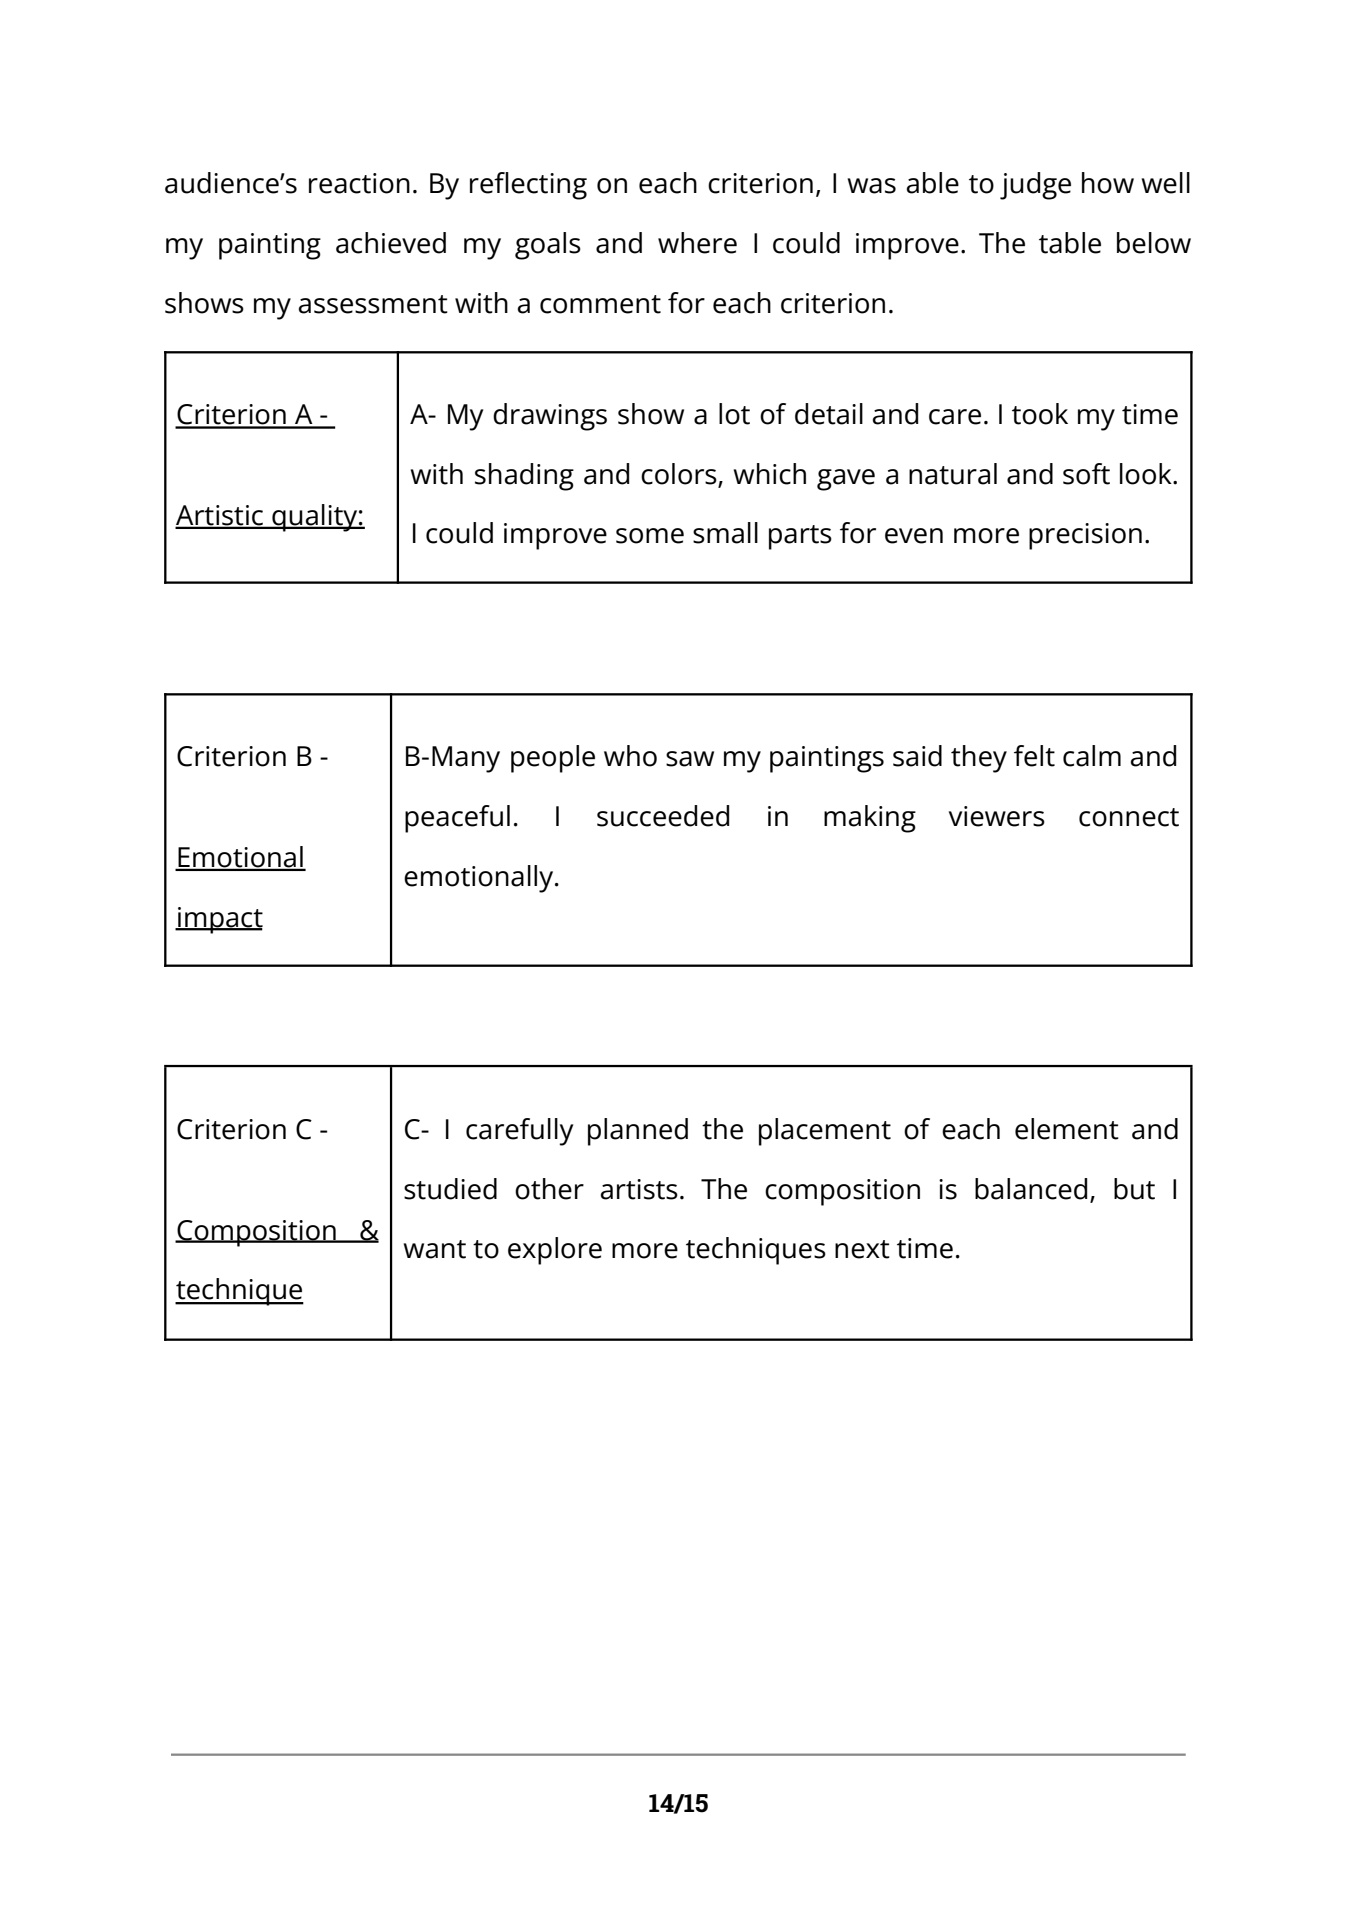 audience’s reaction. By reflecting on each criterion, I was able to judge how well
my painting achieved my goals and where I could improve. The table below
shows my assessment with a comment for each criterion.
Criterion A -
Artistic quality:
A- My drawings show a lot of detail and care. I took my time
with shading and colors, which gave a natural and soft look.
I could improve some small parts for even more precision.
Criterion B -
Emotional
impact
B-Many people who saw my paintings said they felt calm and
peaceful. I succeeded in making viewers connect
emotionally.
Criterion C -
Composition &
technique
C- I carefully planned the placement of each element and
studied other artists. The composition is balanced, but I
want to explore more techniques next time.
14/15